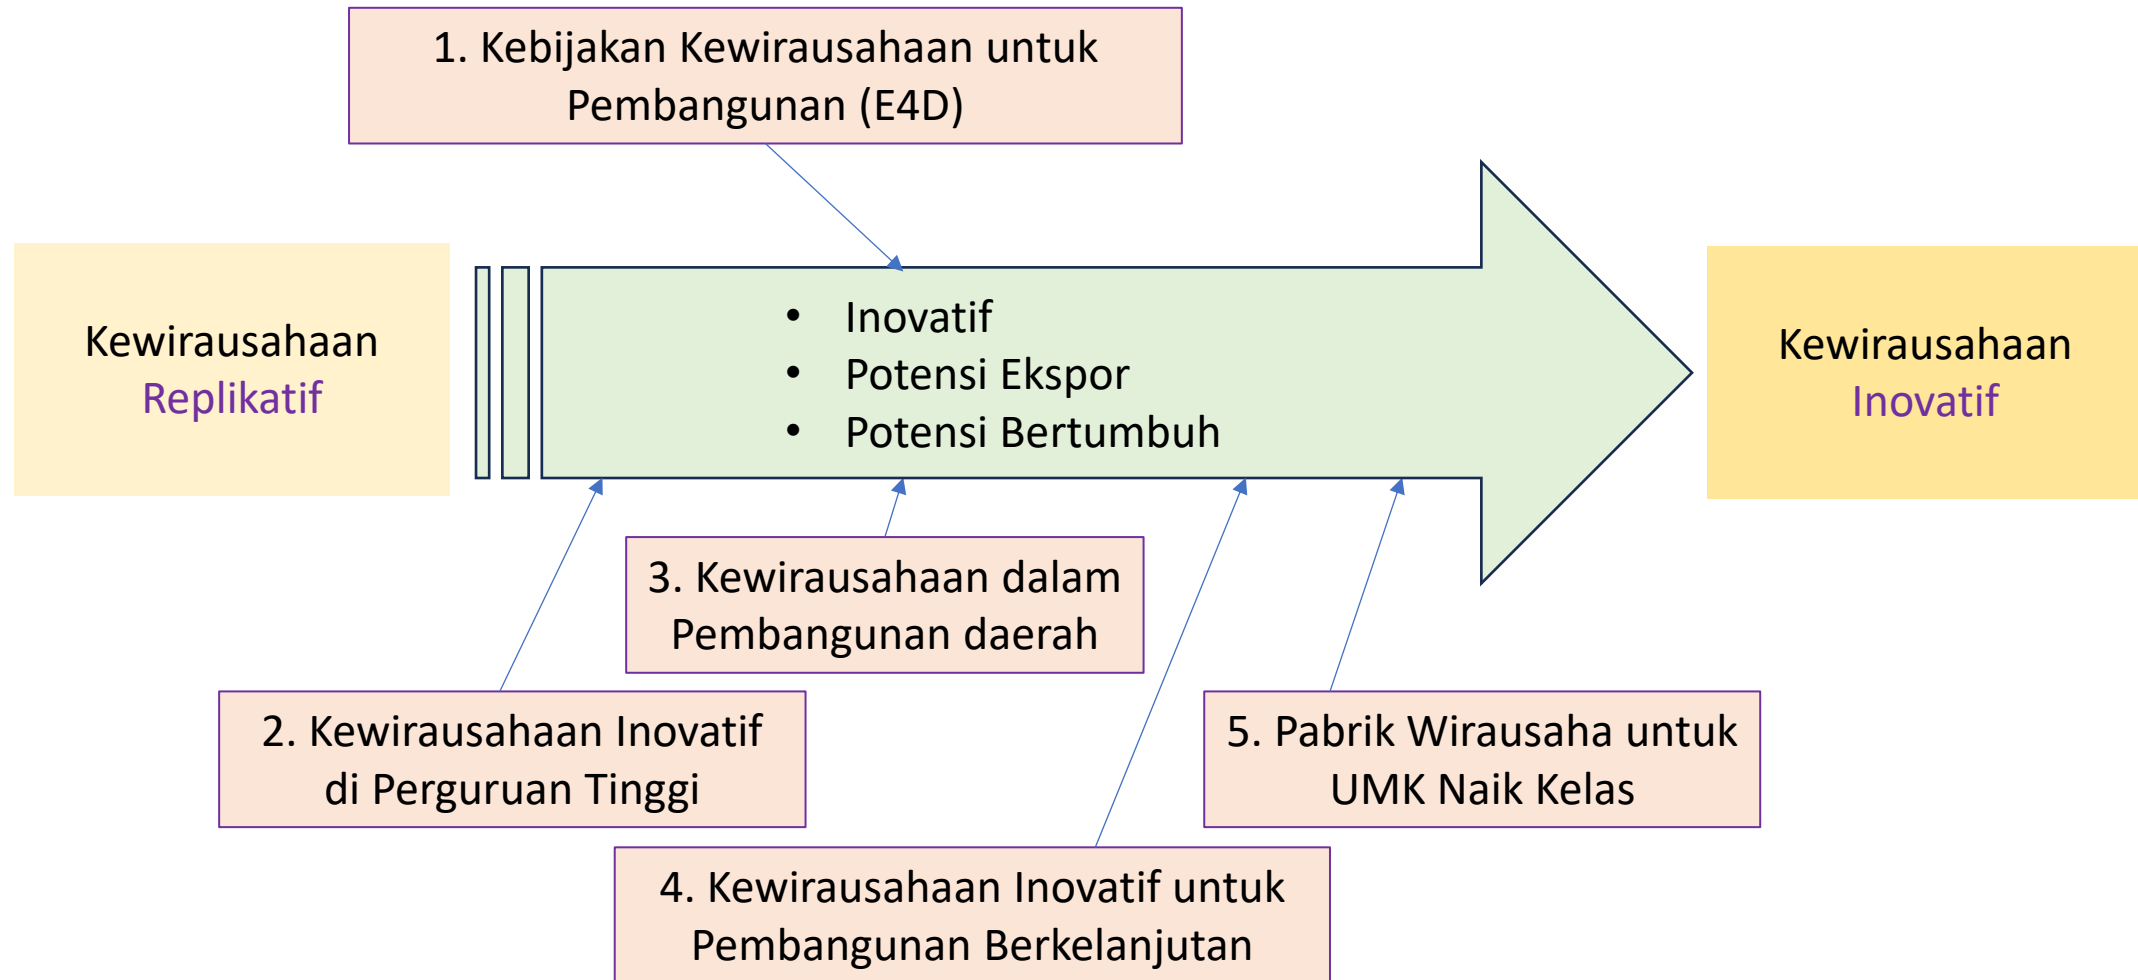 1. Kebijakan Kewirausahaan untuk
Pembangunan (E4D)
Kewirausahaan
Replikatif
• Inovatif
• Potensi Ekspor
• Potensi Bertumbuh
Kewirausahaan
Inovatif
3. Kewirausahaan dalam
Pembangunan daerah
2. Kewirausahaan Inovatif
di Perguruan Tinggi
5. Pabrik Wirausaha untuk
UMK Naik Kelas
4. Kewirausahaan Inovatif untuk
Pembangunan Berkelanjutan